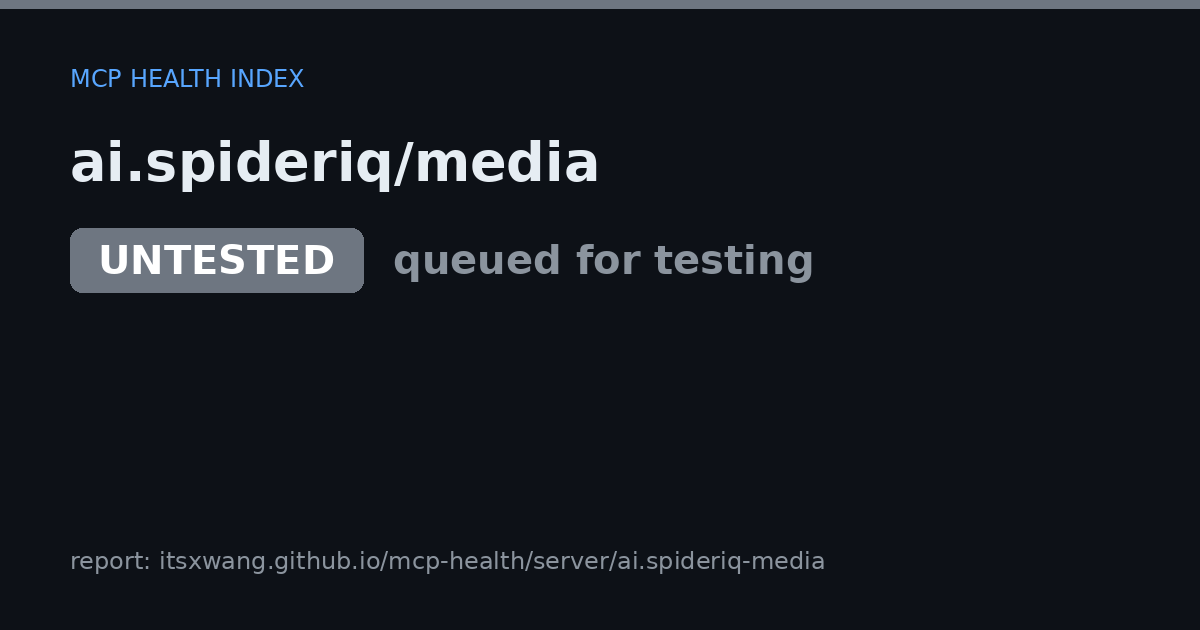 MCP HEALTH INDEX
ai.spideriq/media
UNTESTED queued for testing
report: itsxwang.github.io/mcp-health/server/ai.spideriq-media